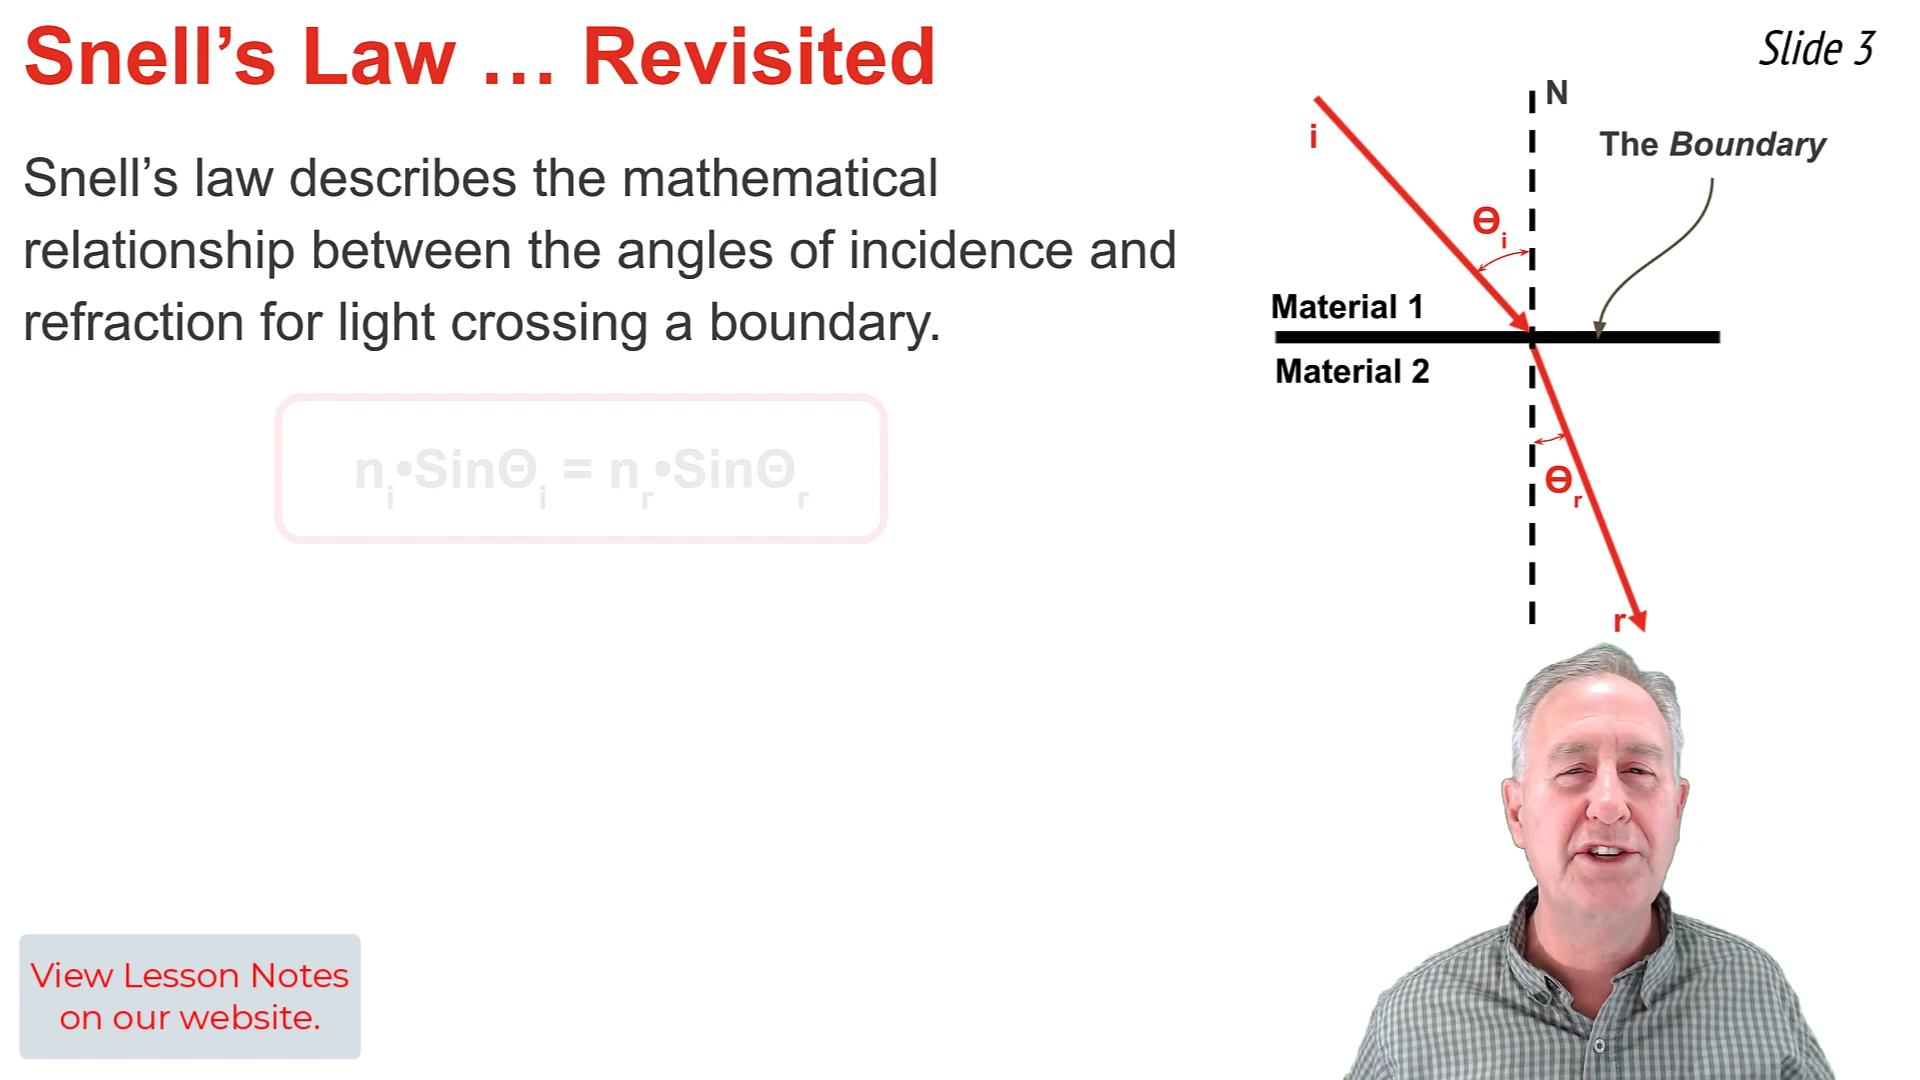 Snell’s Law … Revisited
Slide 3
Snell’s law describes the mathematical
relationship between the angles of incidence and
refraction for light crossing a boundary.
nᵢ•SinΘᵢ = nᵣ•SinΘᵣ
N
i
The Boundary
Θᵢ
Material 1
Material 2
Θᵣ
r
View Lesson Notes
on our website.